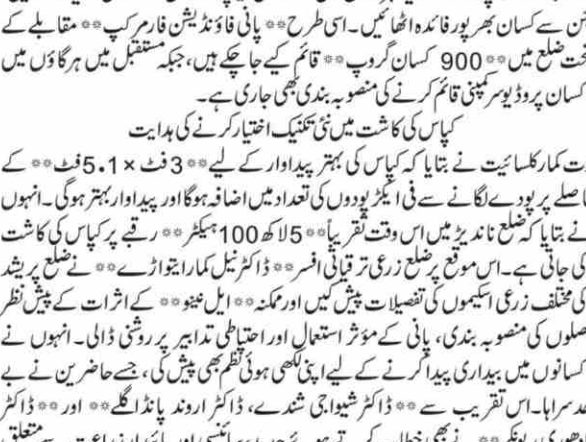 ن سے کسان بھر پور فائدہ اٹھائیں۔ اسی طرح ** پانی فاؤنڈیشن فارمر کپ ** مقابلے کے
تحت ضلع میں ** 900 کسان گروپ ** قائم کیے جا چکے ہیں، جبکہ مستقبل میں ہر گاؤں میں
کسان پروڈیوسر کمپنی قائم کرنے کی منصوبہ بندی بھی جاری ہے۔
کپاس کی کاشت میں نئی تکنیک اختیار کرنے کی ہدایت
دت کمار کلسائیت نے بتایا کہ کپاس کی بہتر پیداوار کے لیے ** 3 فٹ × 5.1 فٹ ** کے
فاصلے پر پودے لگانے سے فی ایکڑ پودوں کی تعداد میں اضافہ ہوگا اور پیداوار بہتر ہوگی۔ انہوں
نے بتایا کہ ضلع ناندیڑ میں اس وقت تقریباً ** 5 لاکھ 100 ہیکٹر ** رقبے پر کپاس کی کاشت
کی جاتی ہے۔ اس موقع پر ضلع زرعی ترقیاتی افسر ** ڈاکٹر نیل کمار ایتواڑے ** نے ضلع پریشد
کی مختلف زرعی اسکیموں کی تفصیلات پیش کیں اور ممکنہ ** ایل نینو ** کے اثرات کے پیش نظر
فصلوں کی منصوبہ بندی، پانی کے مؤثر استعمال اور احتیاطی تدابیر پر روشنی ڈالی۔ انہوں نے
کسانوں میں بیداری پیدا کرنے کے لیے اپنی لکھی ہوئی نظم بھی پیش کی، جسے حاضرین نے بے
حد سراہا۔ اس تقریب سے ** ڈاکٹر شیواجی شندے، ڈاکٹر اروند پانڈاگلے ** اور ** ڈاکٹر